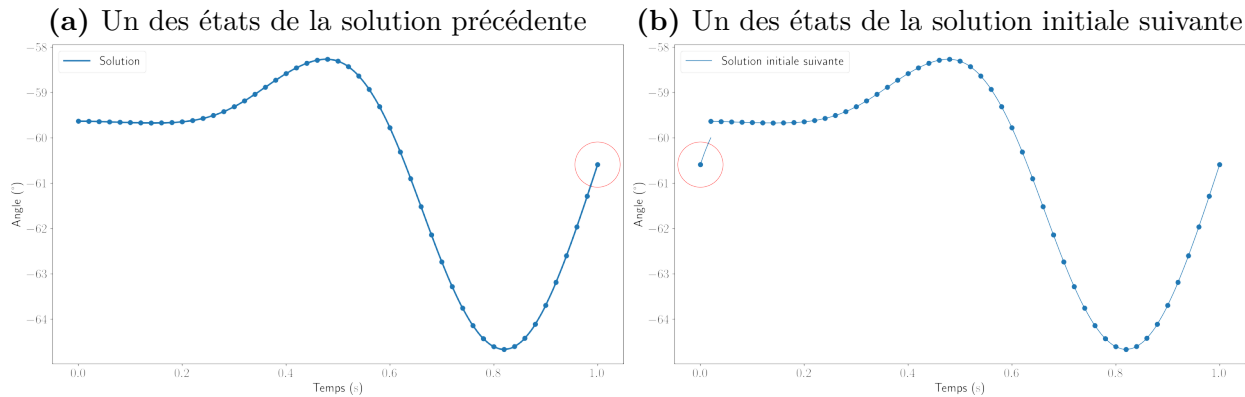 (a) Un des états de la solution précédente
−58
−59
−60
−61
−62
−63
−64
Angle (°)
Solution
0.0 0.2 0.4 0.6 0.8 1.0
Temps (s)
(b) Un des états de la solution initiale suivante
−58
−59
−60
−61
−62
−63
−64
Angle (°)
Solution initiale suivante
0.0 0.2 0.4 0.6 0.8 1.0
Temps (s)